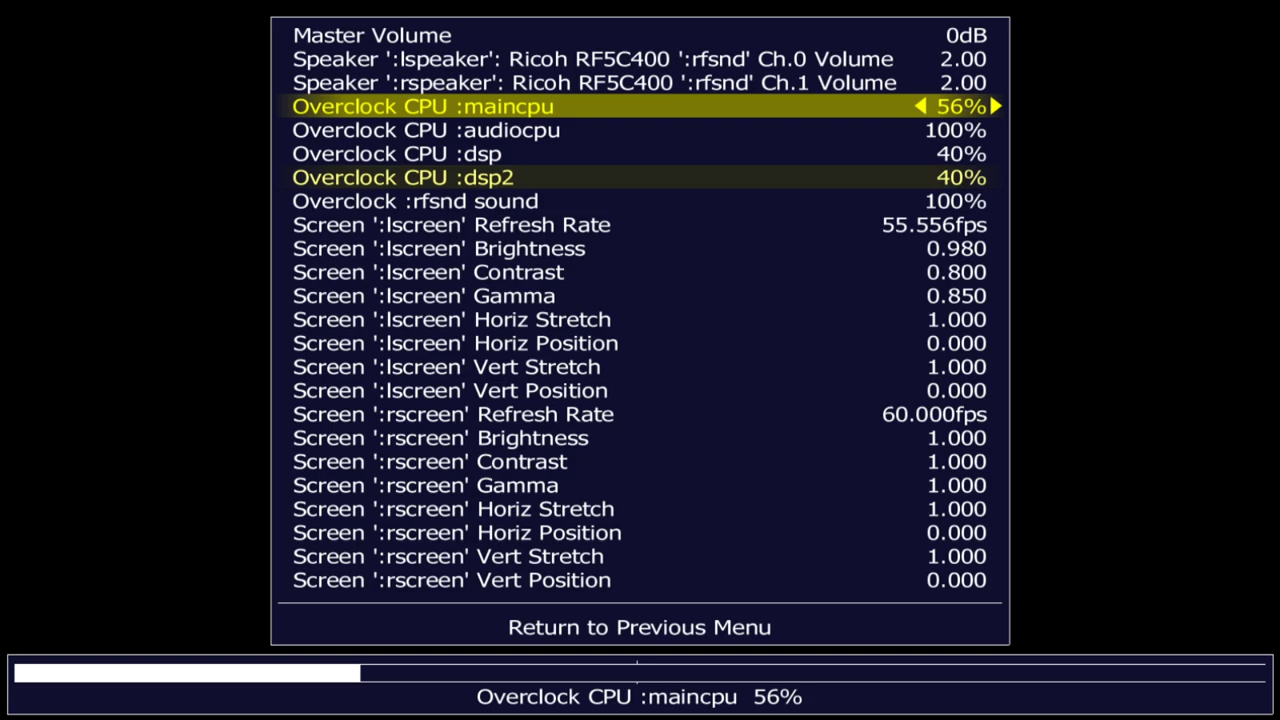 Master Volume 0dB
Speaker ':lspeaker': Ricoh RF5C400 ':rfsnd' Ch.0 Volume 2.00
Speaker ':rspeaker': Ricoh RF5C400 ':rfsnd' Ch.1 Volume 2.00
Overclock CPU :maincpu 56%
Overclock CPU :audiocpu 100%
Overclock CPU :dsp 40%
Overclock CPU :dsp2 40%
Overclock :rfsnd sound 100%
Screen ':lscreen' Refresh Rate 55.556fps
Screen ':lscreen' Brightness 0.980
Screen ':lscreen' Contrast 0.800
Screen ':lscreen' Gamma 0.850
Screen ':lscreen' Horiz Stretch 1.000
Screen ':lscreen' Horiz Position 0.000
Screen ':lscreen' Vert Stretch 1.000
Screen ':lscreen' Vert Position 0.000
Screen ':rscreen' Refresh Rate 60.000fps
Screen ':rscreen' Brightness 1.000
Screen ':rscreen' Contrast 1.000
Screen ':rscreen' Gamma 1.000
Screen ':rscreen' Horiz Stretch 1.000
Screen ':rscreen' Horiz Position 0.000
Screen ':rscreen' Vert Stretch 1.000
Screen ':rscreen' Vert Position 0.000
Return to Previous Menu
Overclock CPU :maincpu 56%